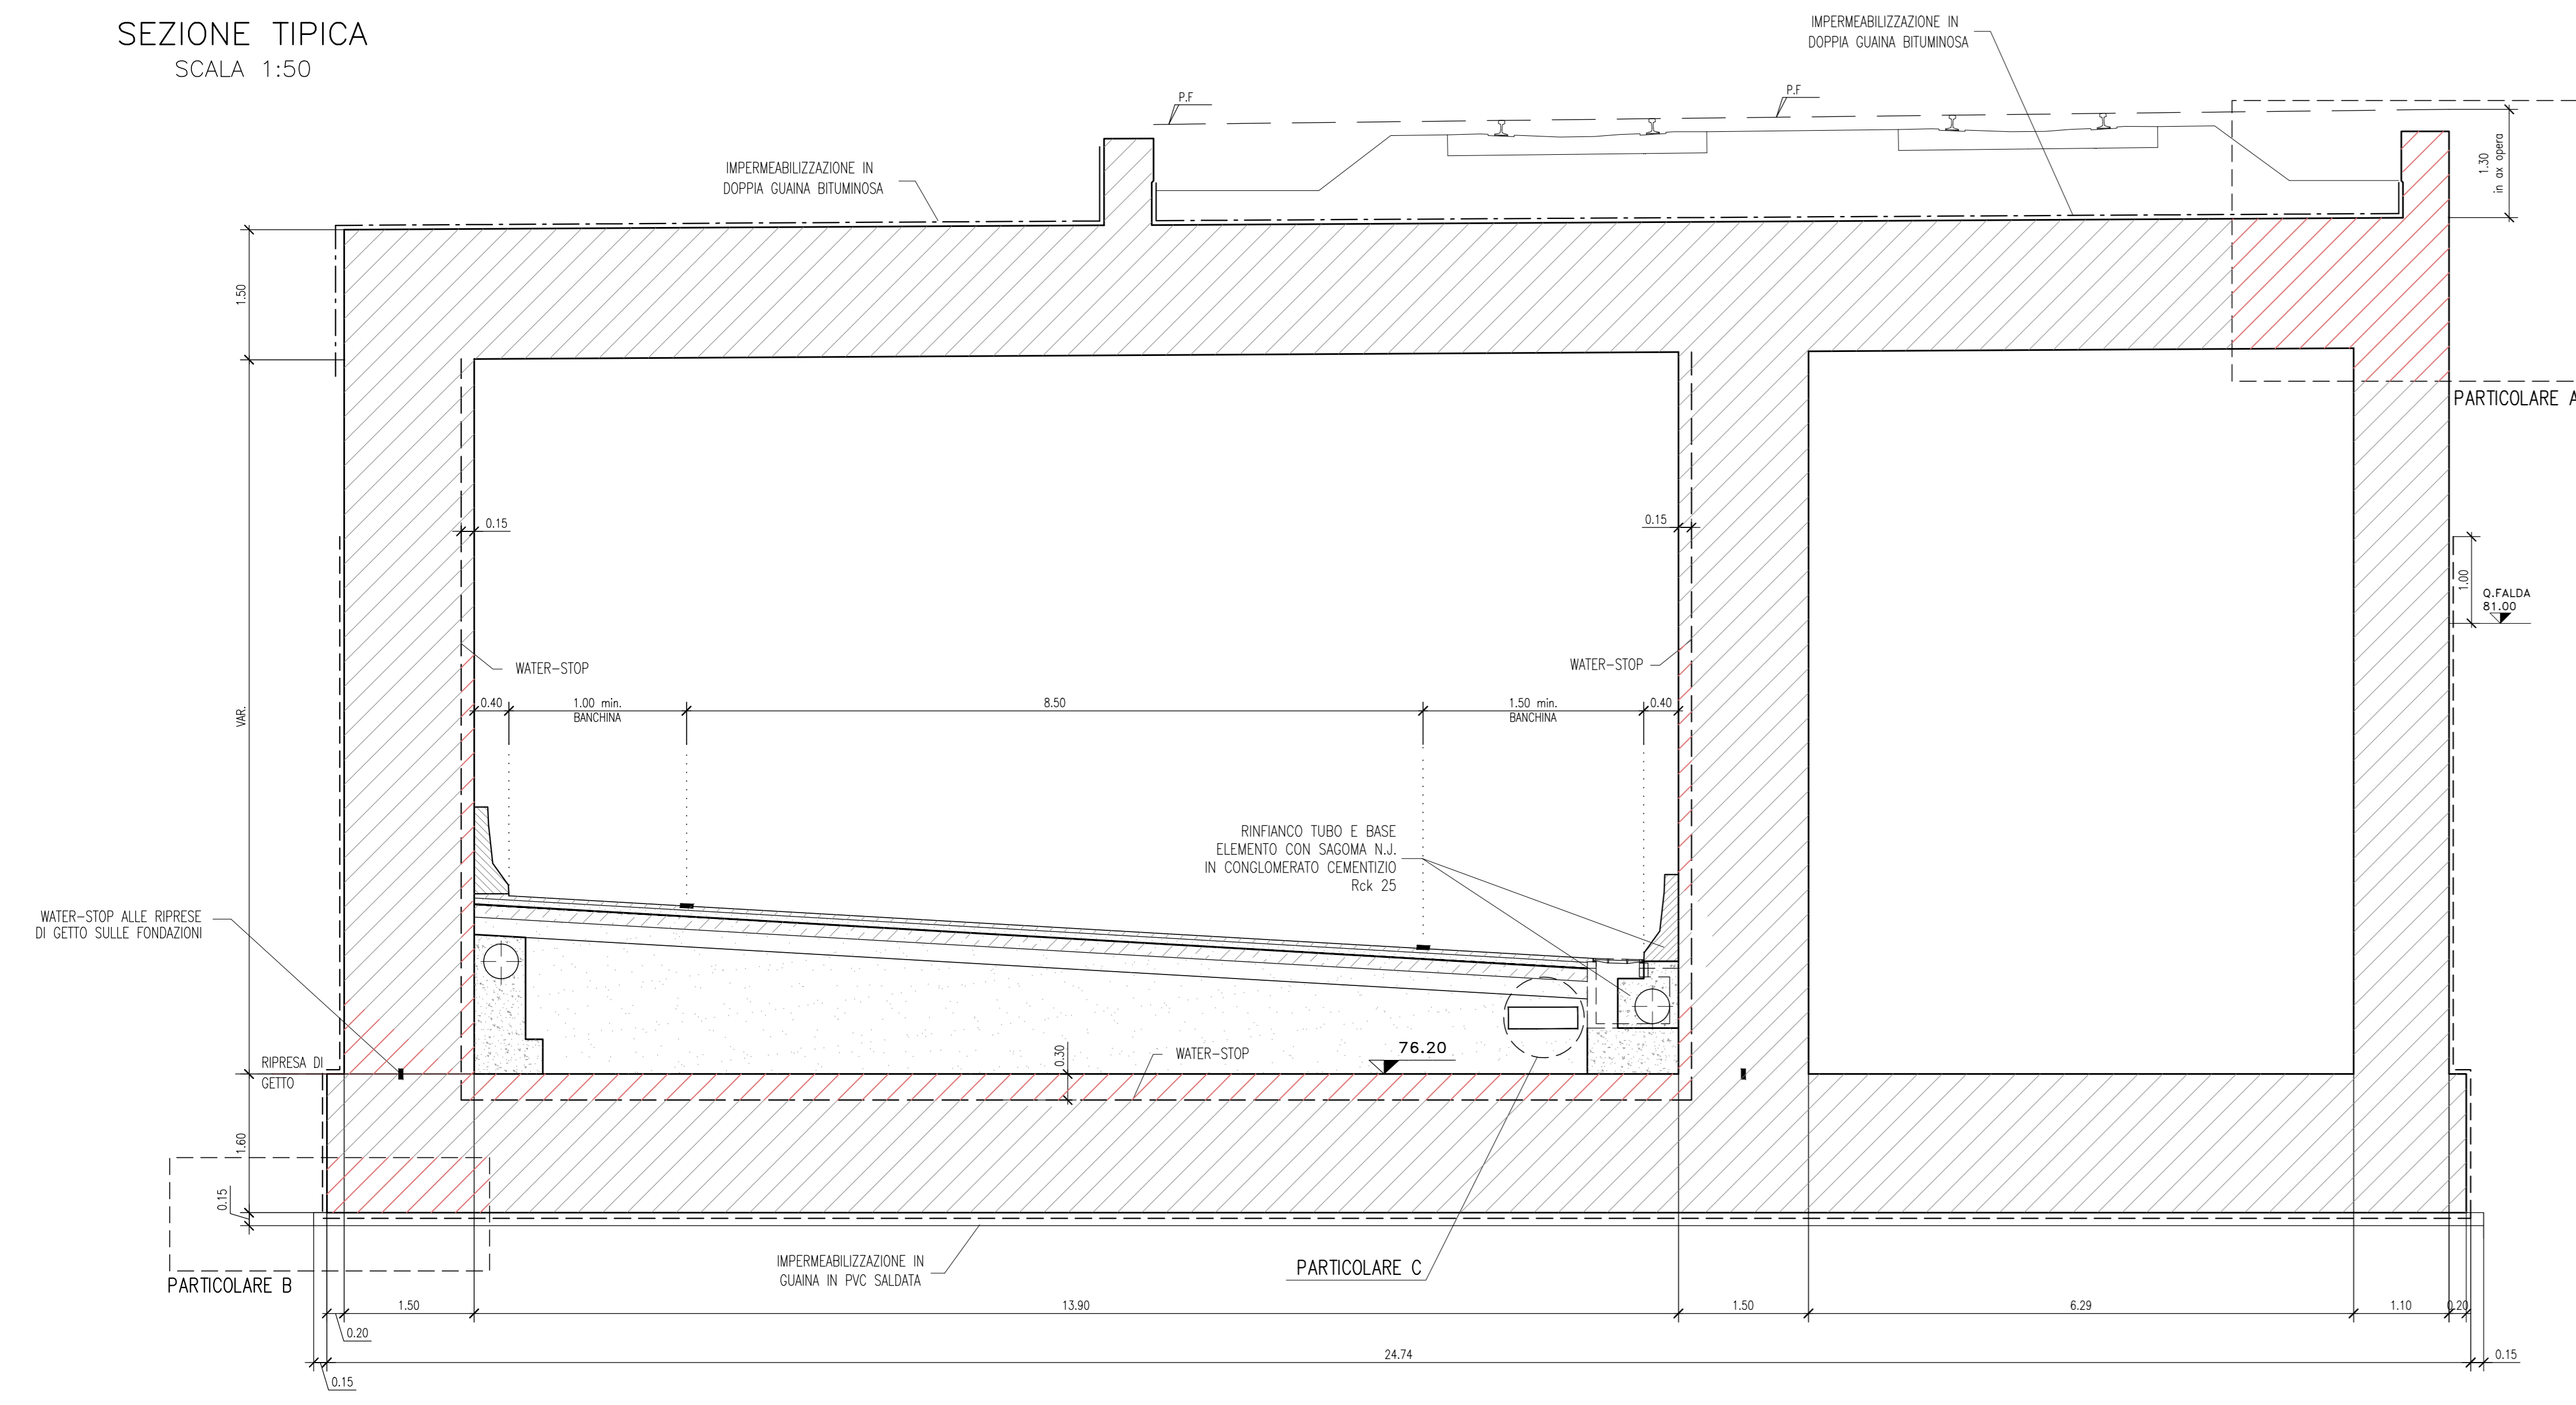 SEZIONE TIPICA
SCALA 1:50
IMPERMEABILIZZAZIONE IN
DOPPIA GUAINA BITUMINOSA
P.F
P.F
IMPERMEABILIZZAZIONE IN
DOPPIA GUAINA BITUMINOSA
1.30
in ax opera
1.50
PARTICOLARE A
0.15
0.15
1.00
Q.FALDA
81.00
WATER-STOP
WATER-STOP
VAR.
0.40
1.00 min.
BANCHINA
8.50
1.50 min.
BANCHINA
0.40
RINFIANCO TUBO E BASE
ELEMENTO CON SAGOMA N.J.
IN CONGLOMERATO CEMENTIZIO
Rck 25
WATER-STOP ALLE RIPRESE
DI GETTO SULLE FONDAZIONI
RIPRESA DI
GETTO
0.30
WATER-STOP
76.20
1.60
0.15
PARTICOLARE B
IMPERMEABILIZZAZIONE IN
GUAINA IN PVC SALDATA
PARTICOLARE C
1.50
13.90
1.50
6.29
1.10
0.20
0.20
24.74
0.15
0.15